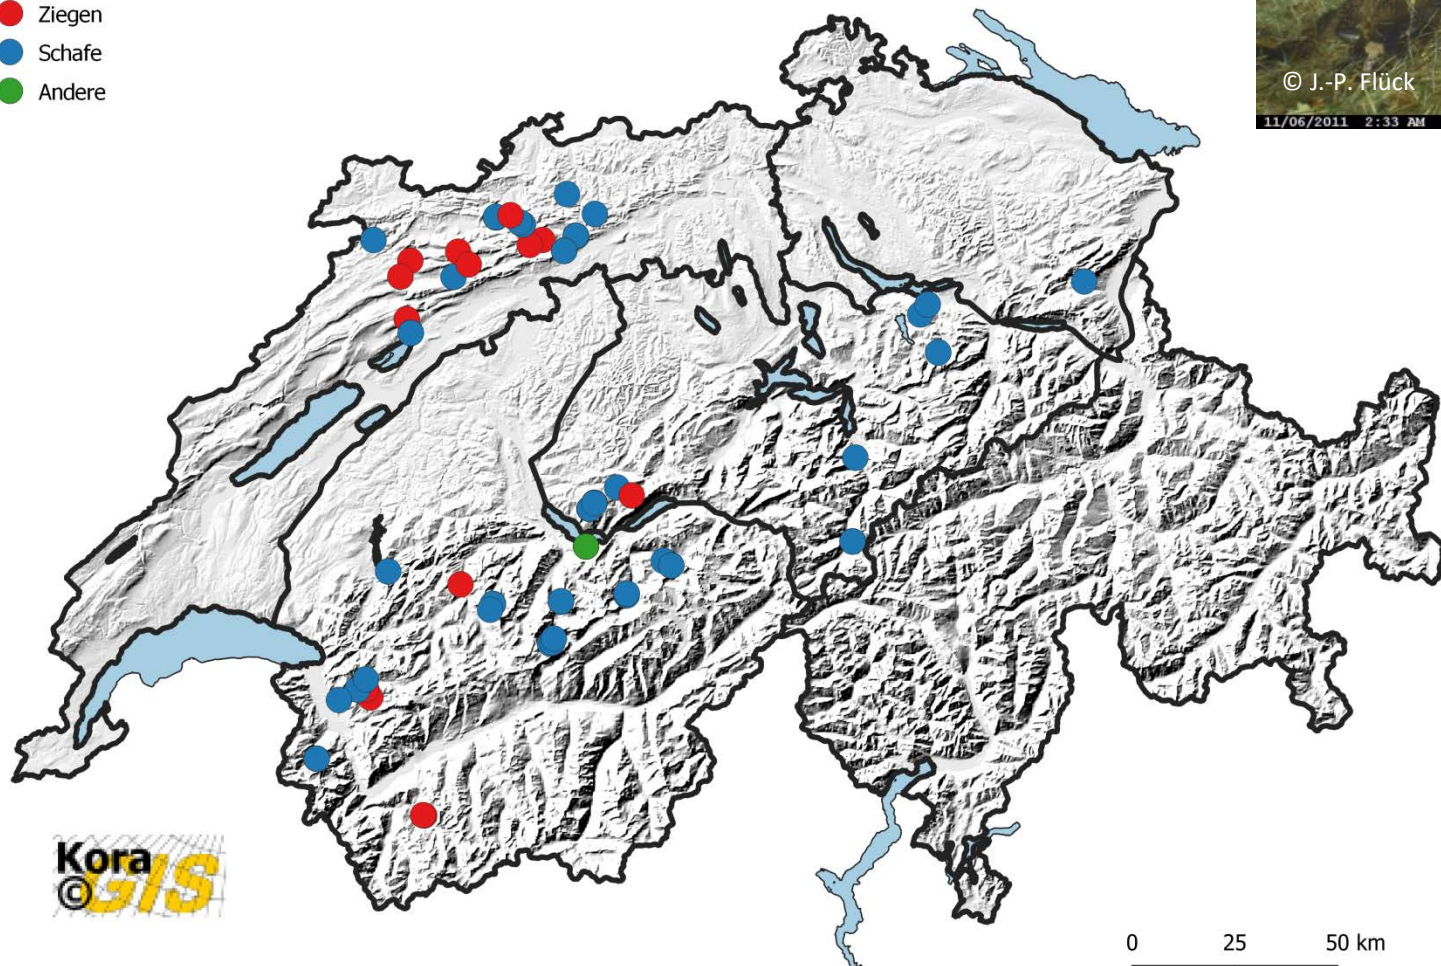 Ziegen
Schafe
Andere
© J.-P. Flück
11/06/2011 2:33 AM
Kora
© GIS
0 25 50 km